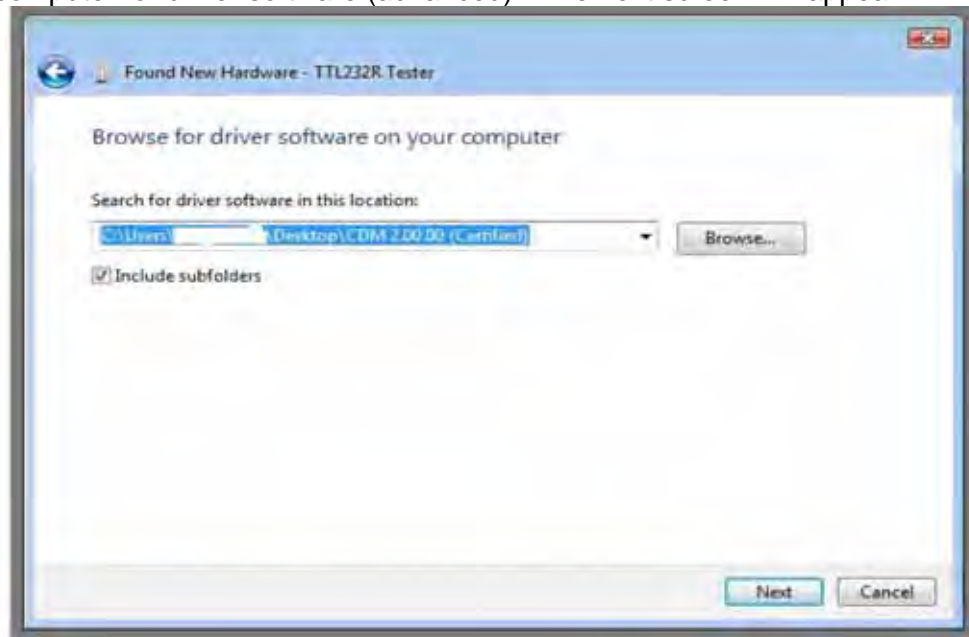 Found New Hardware - TTL232R Tester
Browse for driver software on your computer
Search for driver software in this location:
C:\Users\ \Desktop\CDM 2.00.00 (Certified)
Browse...
Include subfolders
Next Cancel